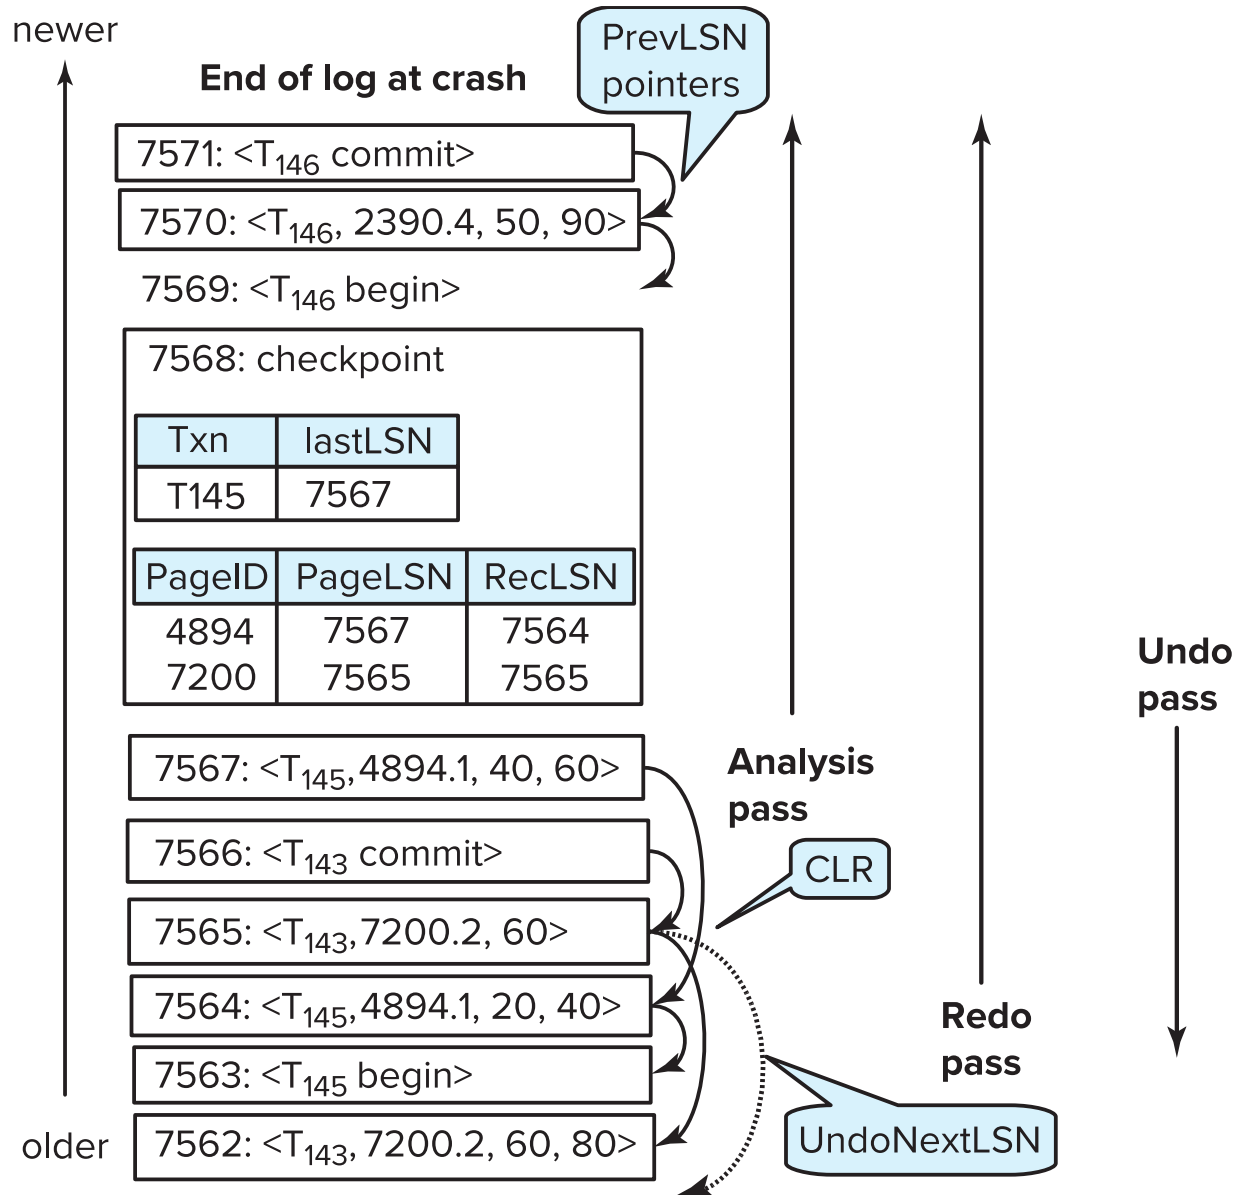 newer
PrevLSN
pointers
End of log at crash
7571: <T146 commit>
7570: <T146, 2390.4, 50, 90>
7569: <T146 begin>
7568: checkpoint
Txn lastLSN
T145 7567
PageID PageLSN RecLSN
4894 7567 7564
7200 7565 7565
Undo
pass
7567: <T145,4894.1, 40, 60>
Analysis
pass
7566: <T143 commit>
CLR
7565: <T143,7200.2, 60>
7564: <T145,4894.1, 20, 40>
Redo
pass
7563: <T145 begin>
older
7562: <T143,7200.2, 60, 80>
UndoNextLSN